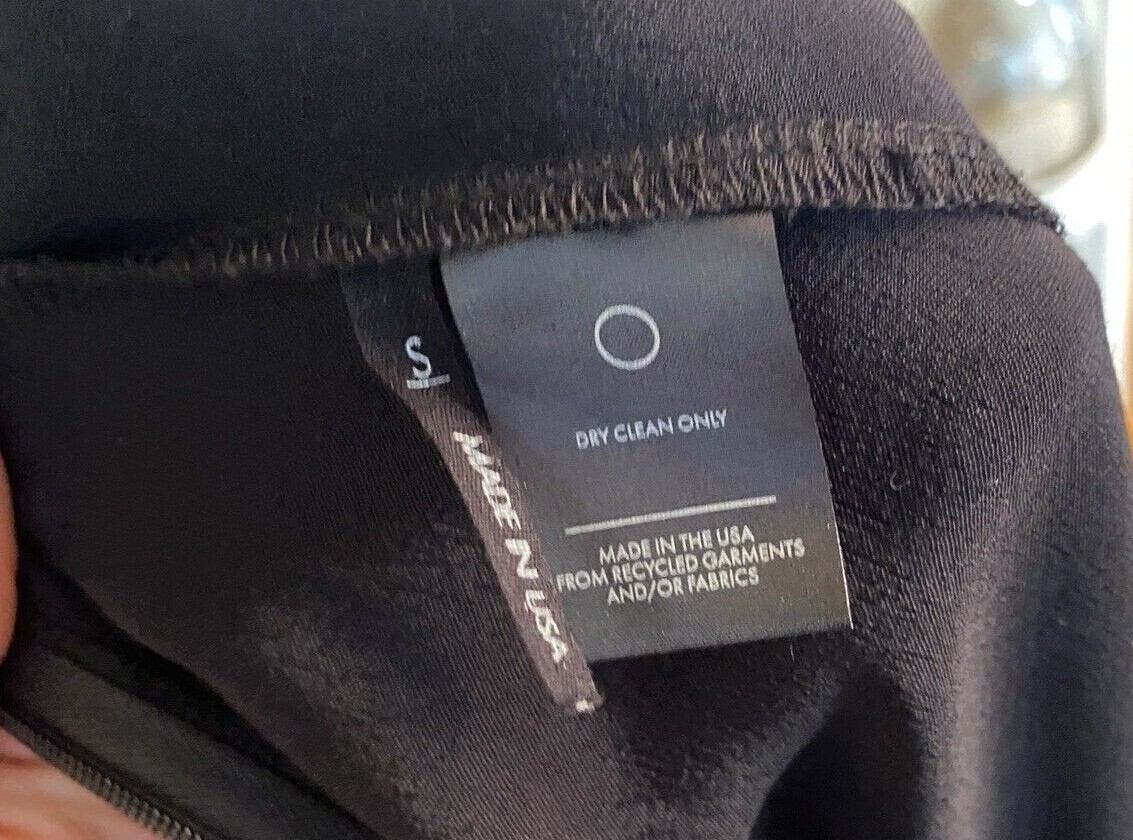 S
MADE IN USA
DRY CLEAN ONLY
MADE IN THE USA
FROM RECYCLED GARMENTS
AND/OR FABRICS